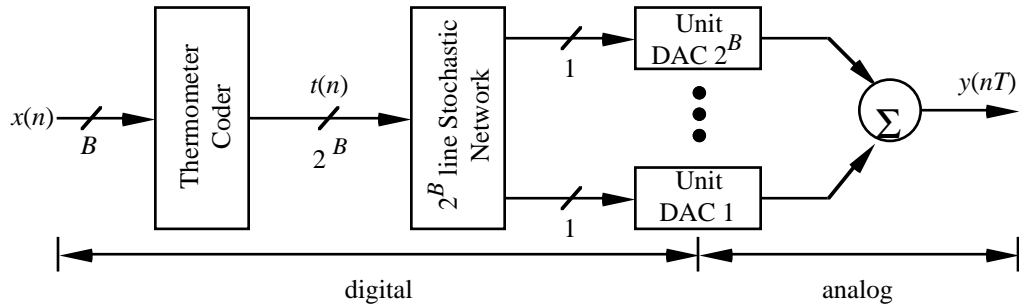 x(n)
B
Thermometer
Coder
t(n)
2^B
2^B line Stochastic
Network
1
1
Unit
DAC 2^B
Unit
DAC 1
Σ
y(nT)
digital
analog